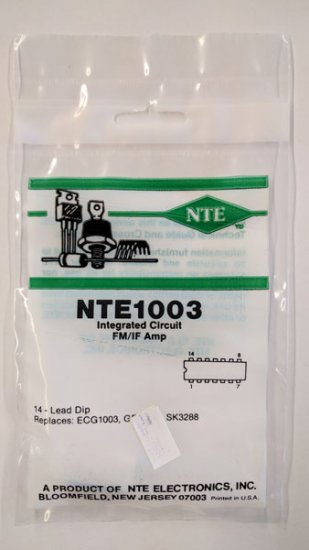 NTE
NTE1003
Integrated Circuit
FM/IF Amp
14 8
1 7
14 - Lead Dip
Replaces: ECG1003, SK3288
A PRODUCT OF NTE ELECTRONICS, INC.
BLOOMFIELD, NEW JERSEY 07003 Printed in U.S.A.